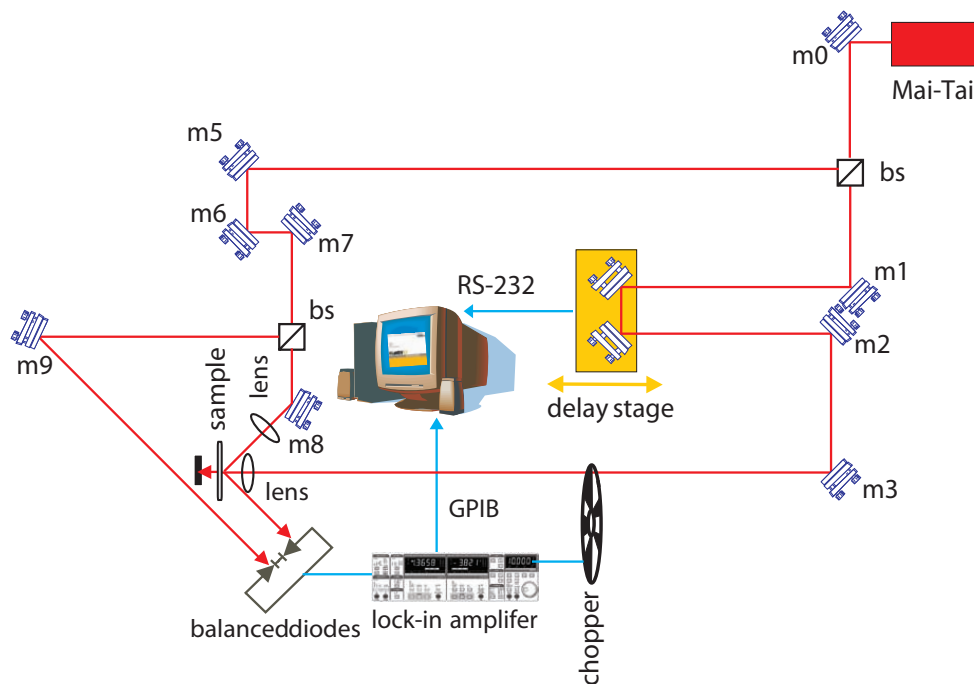 m0
Mai-Tai
m5
bs
m6
m7
m1
RS-232
bs
m2
m9
sample
lens
delay stage
m8
lens
m3
GPIB
lock-in amplifer
balanceddiodes
chopper